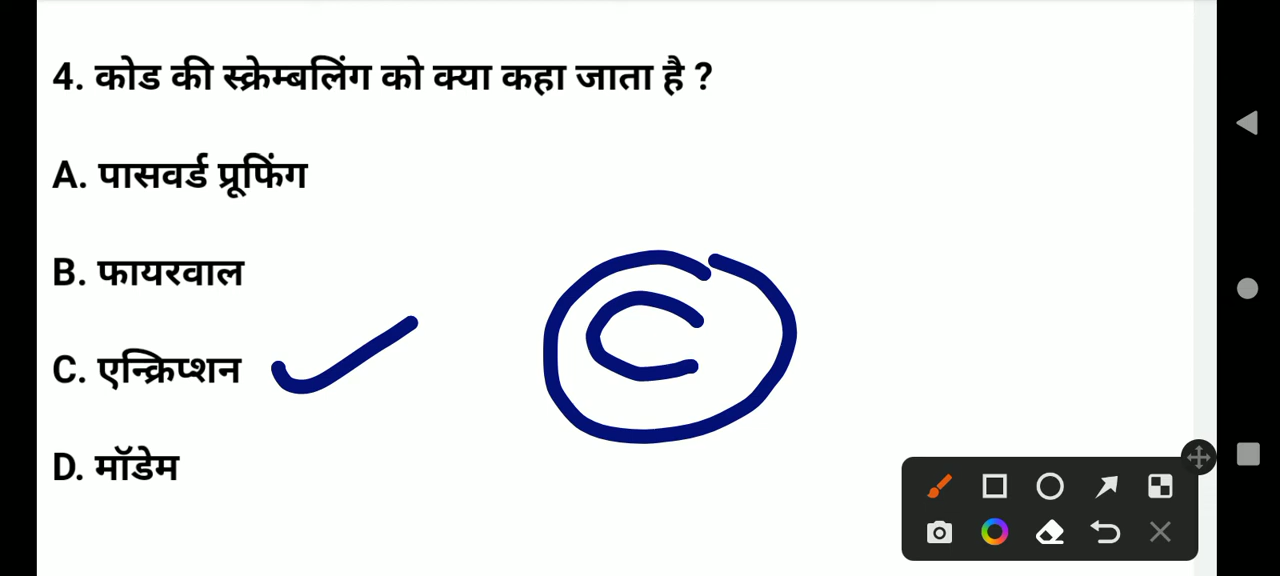 4. कोड की स्क्रेम्बलिंग को क्या कहा जाता है ?
A. पासवर्ड प्रूफिंग
B. फायरवाल
C. एन्क्रिप्शन
C
D. मॉडेम